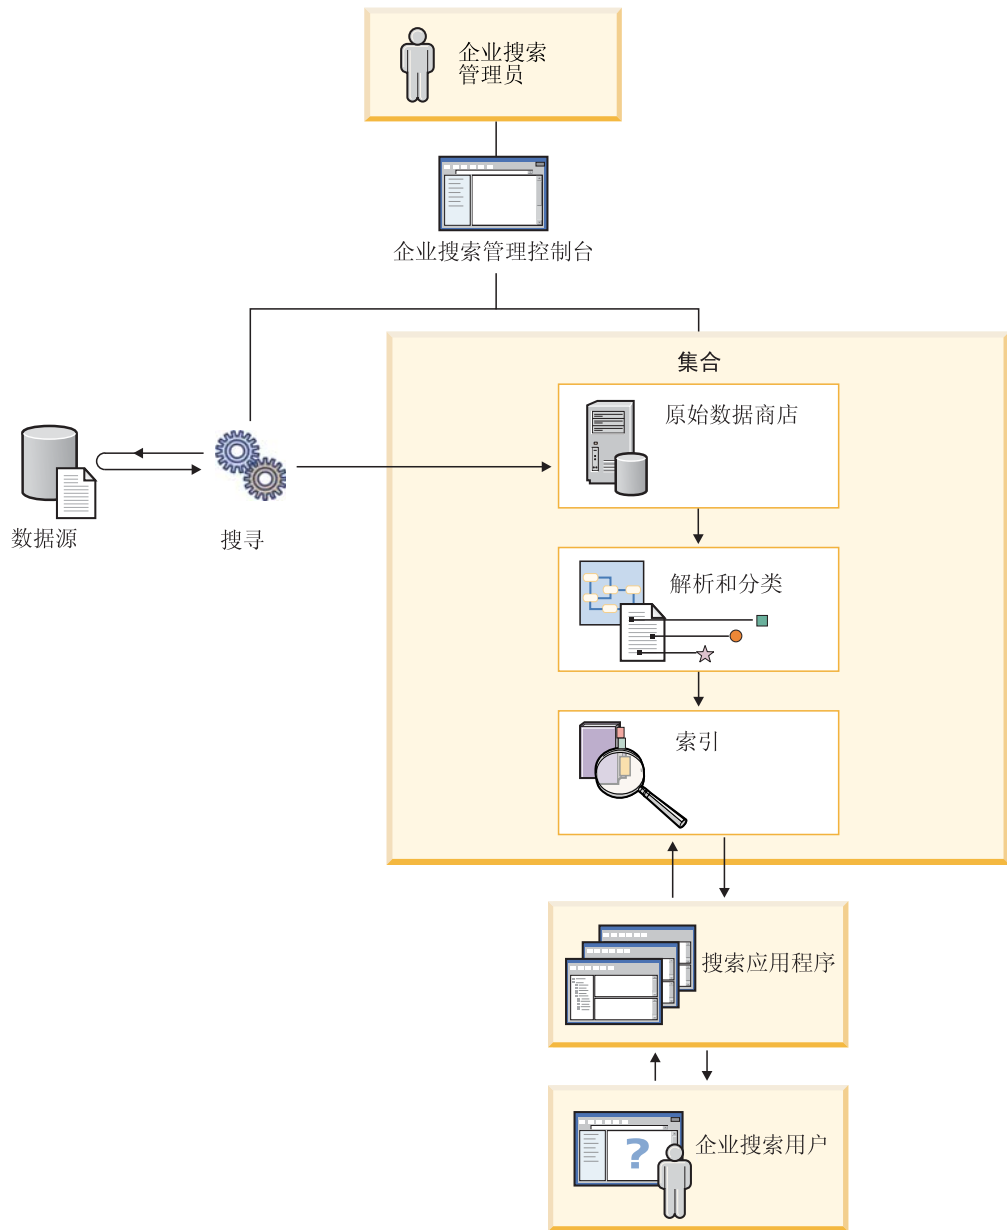 企业搜索
管理员
企业搜索管理控制台
集合
原始数据商店
数据源
搜寻
解析和分类
索引
搜索应用程序
企业搜索用户
?